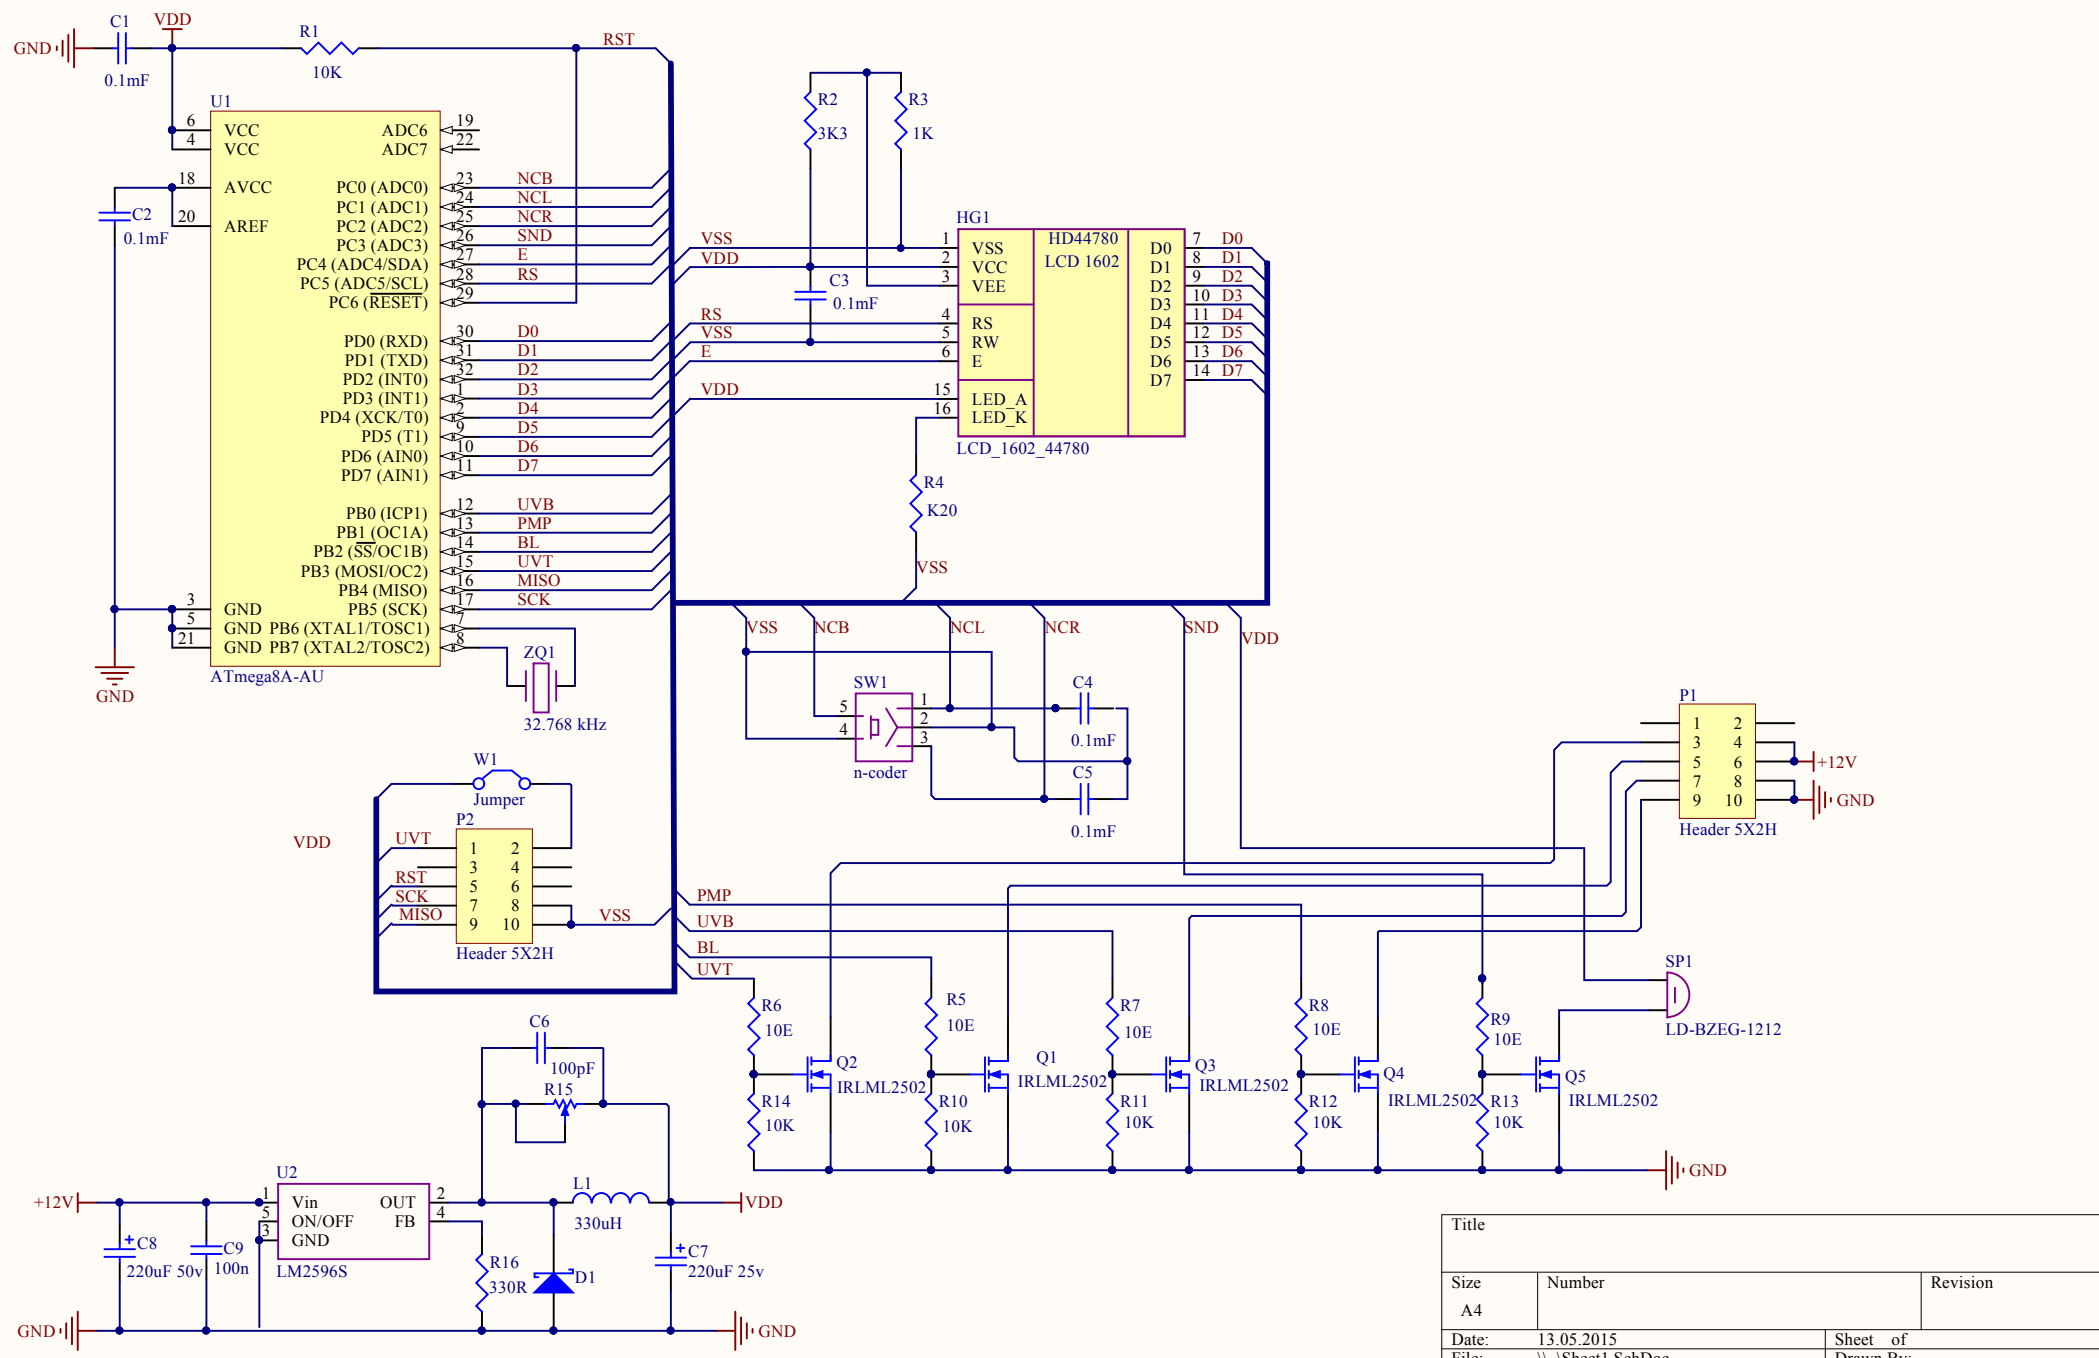 C1
VDD
GND
0.1mF
R1
10K
RST
U1
6 VCC
4 VCC
18 AVCC
20 AREF
3 GND
5 GND
21 GND
ADC6 19
ADC7 22
PC0 (ADC0) 23 NCB
PC1 (ADC1) 24 NCL
PC2 (ADC2) 25 NCR
PC3 (ADC3) 26 SND
PC4 (ADC4/SDA) 27 E
PC5 (ADC5/SCL) 28 RS
PC6 (RESET) 29
PD0 (RXD) 30 D0
PD1 (TXD) 31 D1
PD2 (INT0) 32 D2
PD3 (INT1) 1 D3
PD4 (XCK/T0) 2 D4
PD5 (T1) 9 D5
PD6 (AIN0) 10 D6
PD7 (AIN1) 11 D7
PB0 (ICP1) 12 UVB
PB1 (OC1A) 13 PMP
PB2 (SS/OC1B) 14 BL
PB3 (MOSI/OC2) 15 UVT
PB4 (MISO) 16 MISO
PB5 (SCK) 17 SCK
PB6 (XTAL1/TOSC1) 7
PB7 (XTAL2/TOSC2) 8
ATmega8A-AU
C2
0.1mF
GND
ZQ1
32.768 kHz
R2
3K3
R3
1K
C3
0.1mF
HG1
HD44780
LCD 1602
VSS 1 VSS
VDD 2 VCC
3 VEE
RS 4 RS
VSS 5 RW
E 6 E
VDD 15 LED_A
16 LED_K
D0 7 D0
D1 8 D1
D2 9 D2
D3 10 D3
D4 11 D4
D5 12 D5
D6 13 D6
D7 14 D7
LCD_1602_44780
R4
K20
VSS
VSS
NCB
NCL
NCR
SND
VDD
SW1
5
4
1
2
3
n-coder
C4
0.1mF
C5
0.1mF
P1
1 2
3 4
5 6
7 8
9 10
+12V
GND
Header 5X2H
W1
Jumper
P2
VDD
UVT 1 2
3 4
RST 5 6
SCK 7 8
MISO 9 10
VSS
Header 5X2H
PMP
UVB
BL
UVT
R6
10E
R5
10E
R7
10E
R8
10E
R9
10E
SP1
LD-BZEG-1212
Q2
IRLML2502
Q1
IRLML2502
Q3
IRLML2502
Q4
IRLML2502
Q5
IRLML2502
R14
10K
R10
10K
R11
10K
R12
10K
R13
10K
GND
C6
100pF
R15
U2
+12V
1 Vin
5 ON/OFF
3 GND
OUT 2
FB 4
LM2596S
C8
220uF 50v
C9
100n
R16
330R
D1
L1
330uH
VDD
C7
220uF 25v
GND
GND
Title
Size
Number
Revision
A4
Date: 13.05.2015
Sheet of
File: \\..\Sheet1.SchDoc
Drawn By: